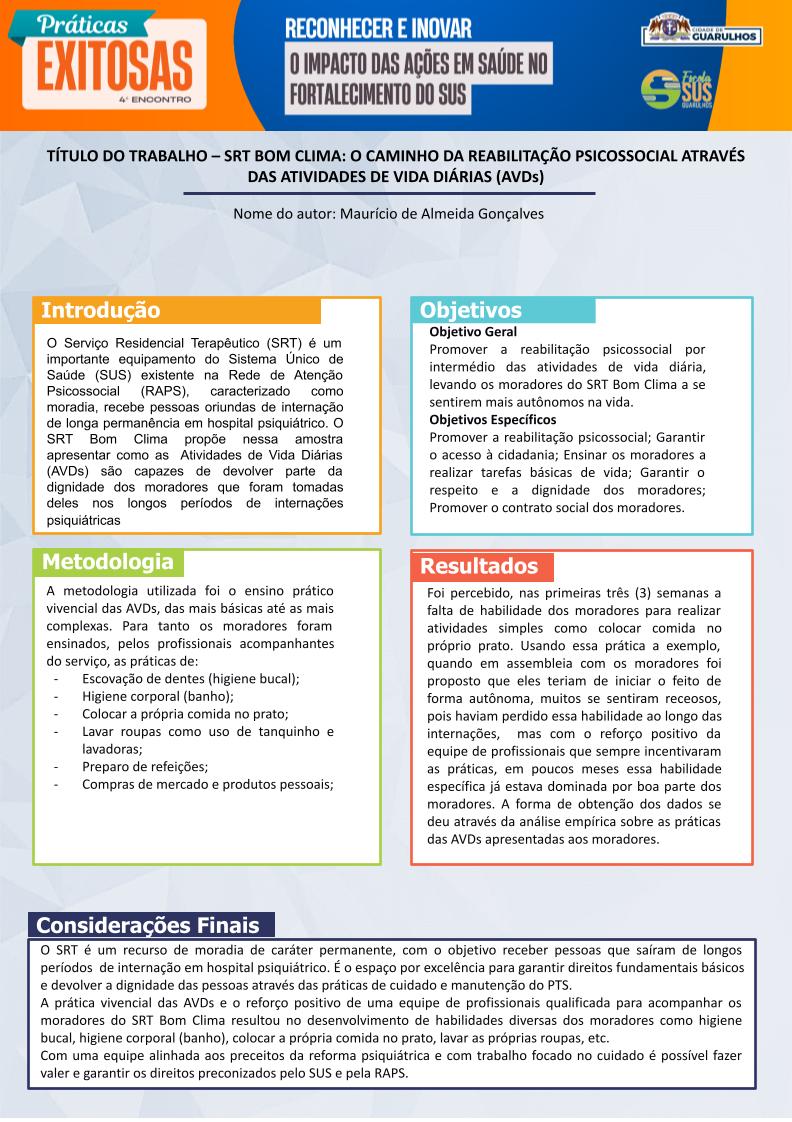 Práticas
EXITOSAS
4º ENCONTRO
RECONHECER E INOVAR
O IMPACTO DAS AÇÕES EM SAÚDE NO
FORTALECIMENTO DO SUS
CIDADE DE
GUARULHOS
Escola
SUS
GUARULHOS
TÍTULO DO TRABALHO – SRT BOM CLIMA: O CAMINHO DA REABILITAÇÃO PSICOSSOCIAL ATRAVÉS
DAS ATIVIDADES DE VIDA DIÁRIAS (AVDs)
Nome do autor: Maurício de Almeida Gonçalves
Introdução
O Serviço Residencial Terapêutico (SRT) é um
importante equipamento do Sistema Único de
Saúde (SUS) existente na Rede de Atenção
Psicossocial (RAPS), caracterizado como
moradia, recebe pessoas oriundas de internação
de longa permanência em hospital psiquiátrico. O
SRT Bom Clima propõe nessa amostra
apresentar como as Atividades de Vida Diárias
(AVDs) são capazes de devolver parte da
dignidade dos moradores que foram tomadas
deles nos longos períodos de internações
psiquiátricas
Objetivos
Objetivo Geral
Promover a reabilitação psicossocial por
intermédio das atividades de vida diária,
levando os moradores do SRT Bom Clima a se
sentirem mais autônomos na vida.
Objetivos Específicos
Promover a reabilitação psicossocial; Garantir
o acesso à cidadania; Ensinar os moradores a
realizar tarefas básicas de vida; Garantir o
respeito e a dignidade dos moradores;
Promover o contrato social dos moradores.
Metodologia
A metodologia utilizada foi o ensino prático
vivencial das AVDs, das mais básicas até as mais
complexas. Para tanto os moradores foram
ensinados, pelos profissionais acompanhantes
do serviço, as práticas de:
- Escovação de dentes (higiene bucal);
- Higiene corporal (banho);
- Colocar a própria comida no prato;
- Lavar roupas como uso de tanquinho e
lavadoras;
- Preparo de refeições;
- Compras de mercado e produtos pessoais;
Resultados
Foi percebido, nas primeiras três (3) semanas a
falta de habilidade dos moradores para realizar
atividades simples como colocar comida no
próprio prato. Usando essa prática a exemplo,
quando em assembleia com os moradores foi
proposto que eles teriam de iniciar o feito de
forma autônoma, muitos se sentiram receosos,
pois haviam perdido essa habilidade ao longo das
internações, mas com o reforço positivo da
equipe de profissionais que sempre incentivaram
as práticas, em poucos meses essa habilidade
específica já estava dominada por boa parte dos
moradores. A forma de obtenção dos dados se
deu através da análise empírica sobre as práticas
das AVDs apresentadas aos moradores.
Considerações Finais
O SRT é um recurso de moradia de caráter permanente, com o objetivo receber pessoas que saíram de longos
períodos de internação em hospital psiquiátrico. É o espaço por excelência para garantir direitos fundamentais básicos
e devolver a dignidade das pessoas através das práticas de cuidado e manutenção do PTS.
A prática vivencial das AVDs e o reforço positivo de uma equipe de profissionais qualificada para acompanhar os
moradores do SRT Bom Clima resultou no desenvolvimento de habilidades diversas dos moradores como higiene
bucal, higiene corporal (banho), colocar a própria comida no prato, lavar as próprias roupas, etc.
Com uma equipe alinhada aos preceitos da reforma psiquiátrica e com trabalho focado no cuidado é possível fazer
valer e garantir os direitos preconizados pelo SUS e pela RAPS.